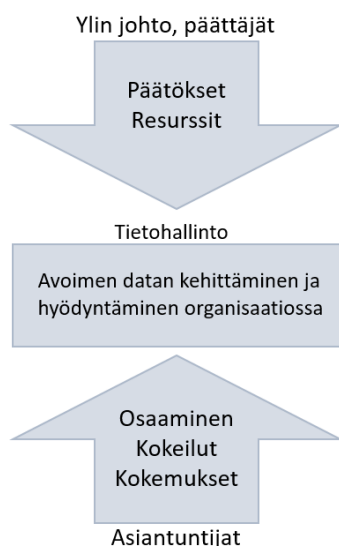 Ylin johto, päättäjät
Päätökset
Resurssit
Tietohallinto
Avoimen datan kehittäminen ja
hyödyntäminen organisaatiossa
Osaaminen
Kokeilut
Kokemukset
Asiantuntijat